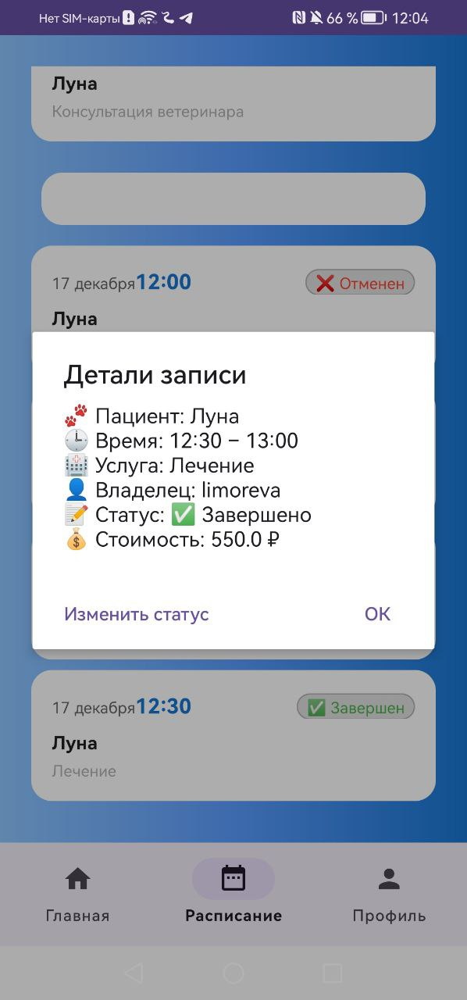 Нет SIM-карты 66 % 12:04
Луна
Консультация ветеринара
17 декабря12:00 ❌ Отменен
Луна
Детали записи
🐾 Пациент: Луна
🕒 Время: 12:30 – 13:00
🏥 Услуга: Лечение
👤 Владелец: limoreva
📝 Статус: ✅ Завершено
💰 Стоимость: 550.0 ₽
Изменить статус OK
17 декабря12:30 ✅ Завершен
Луна
Лечение
Главная Расписание Профиль